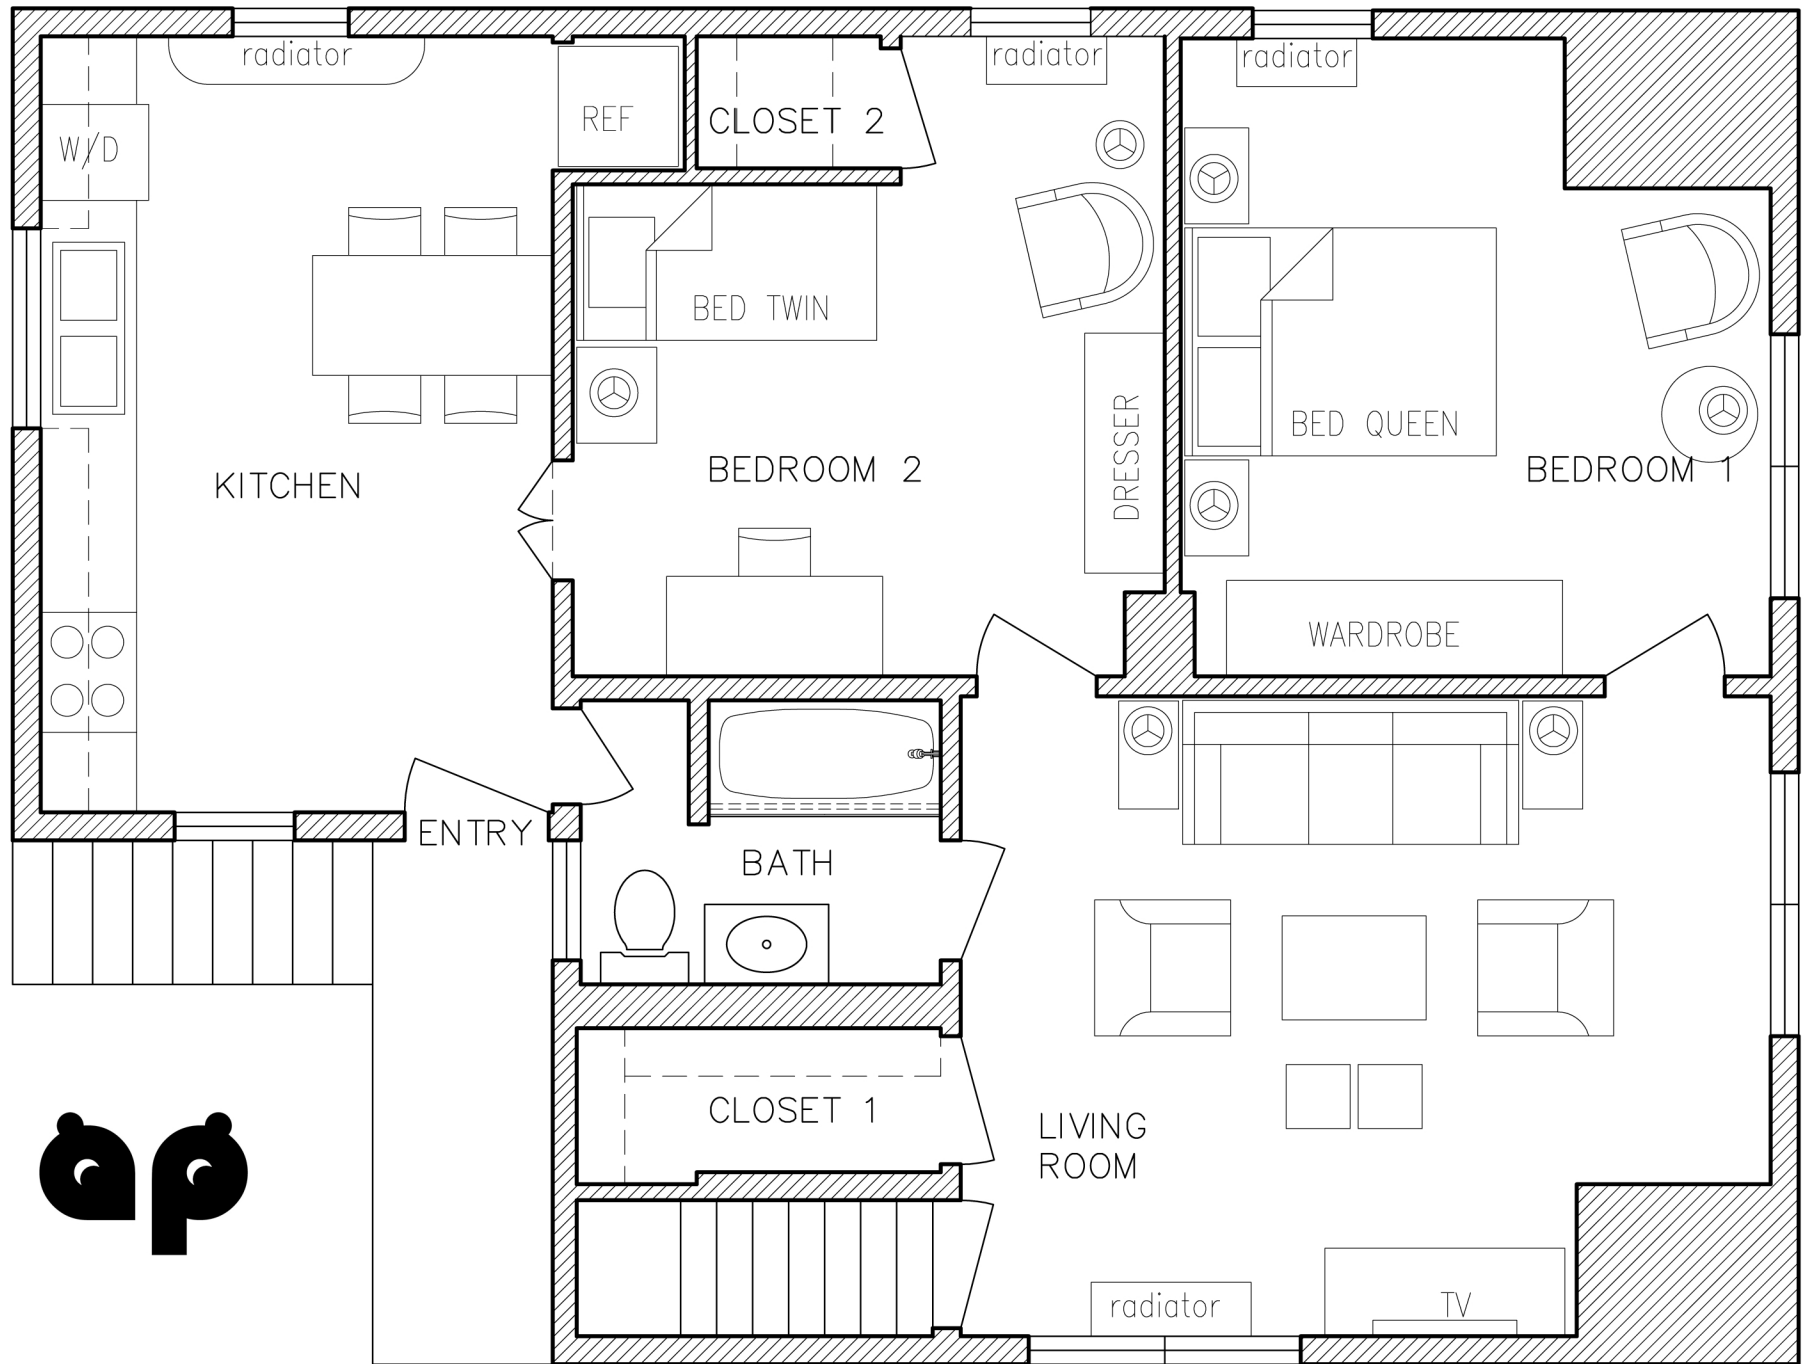 radiator
radiator
radiator
W/D
REF
CLOSET 2
BED TWIN
BED QUEEN
DRESSER
KITCHEN
BEDROOM 2
BEDROOM 1
WARDROBE
ENTRY
BATH
CLOSET 1
LIVING
ROOM
radiator
TV
ap